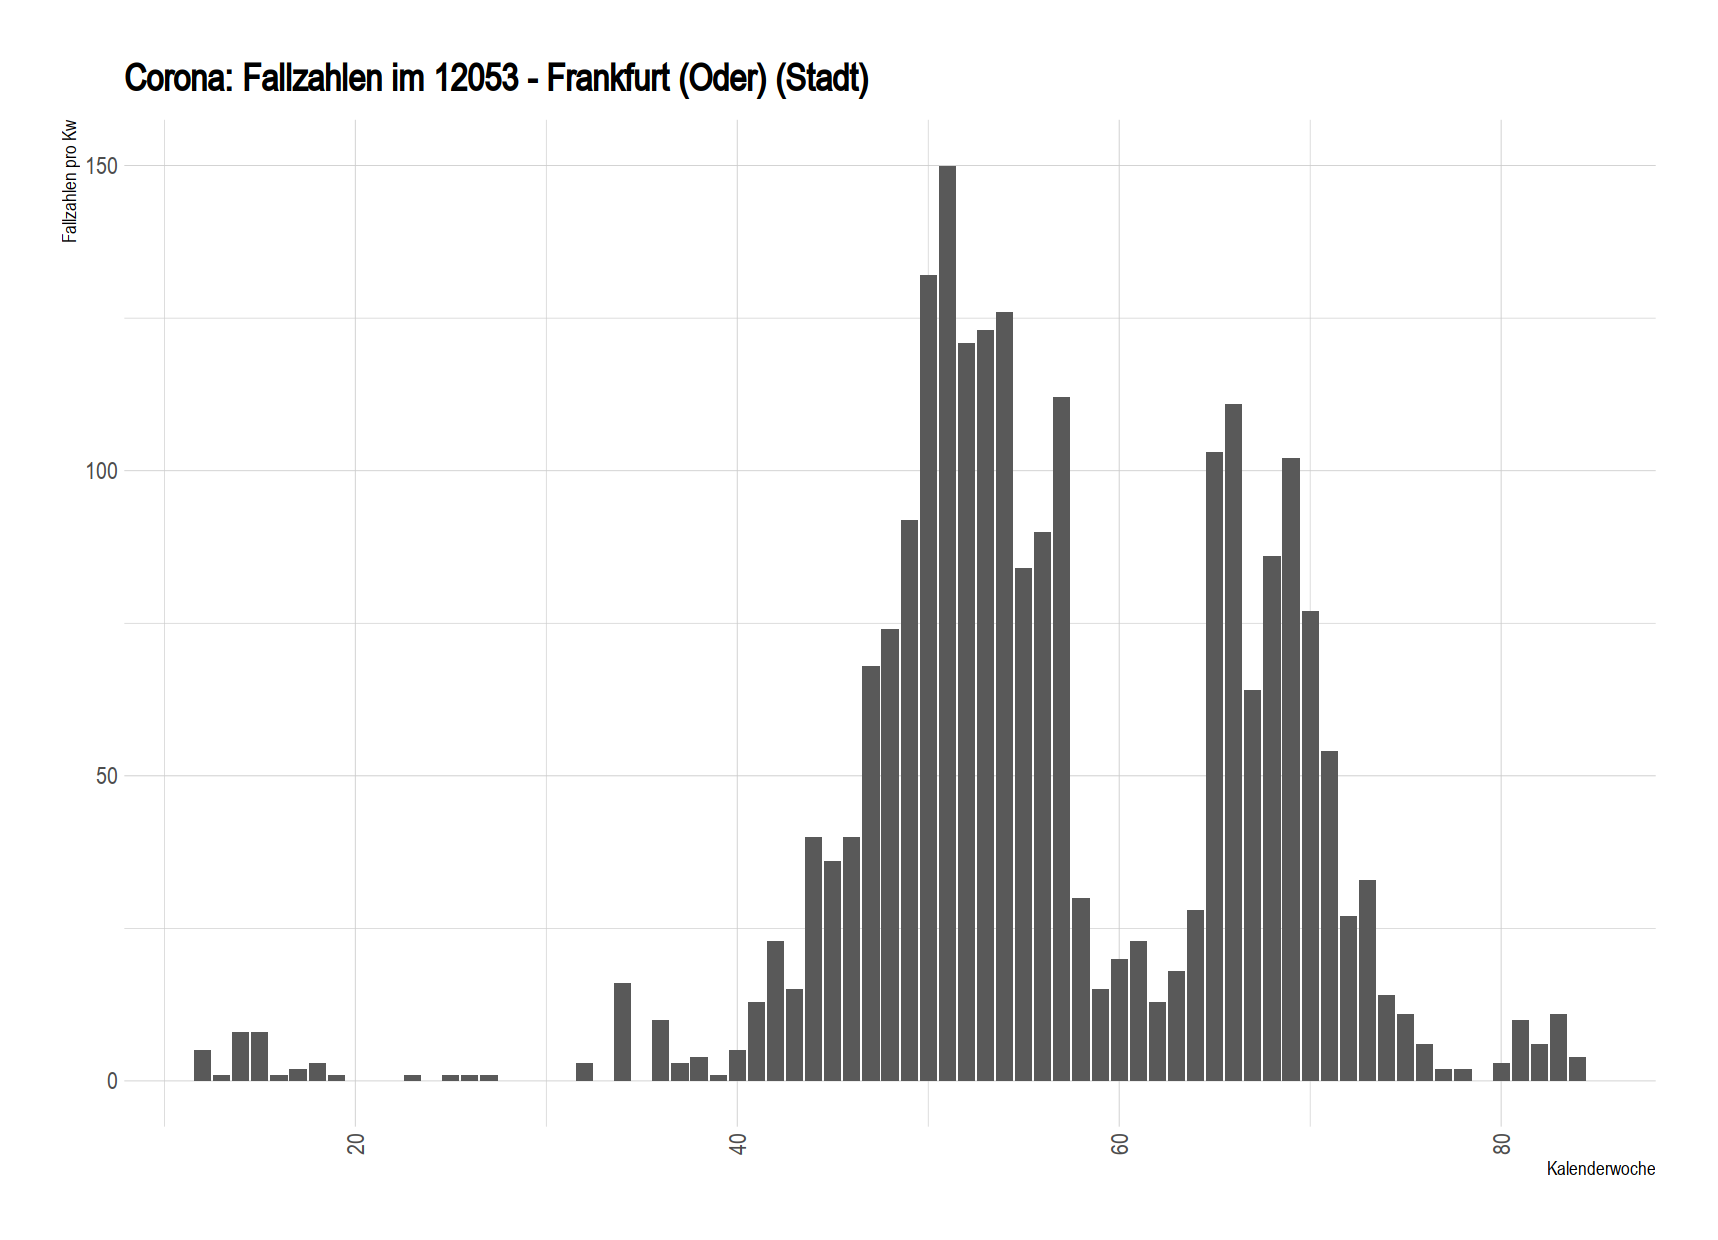 Corona: Fallzahlen im 12053 - Frankfurt (Oder) (Stadt)
Fallzahlen pro Kw
150
100
50
0
20
40
60
80
Kalenderwoche